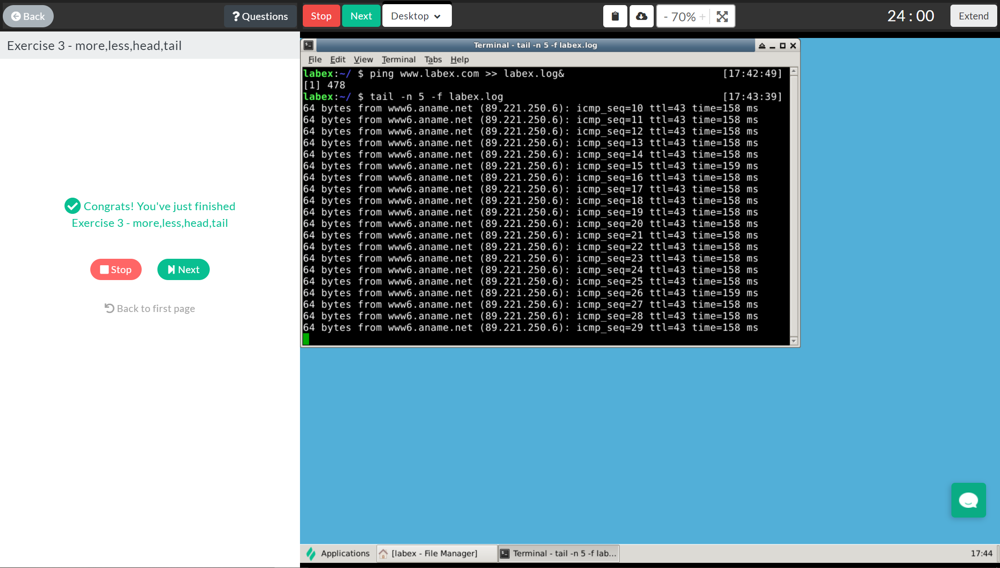 Back
? Questions
Stop
Next
Desktop
- 70% +
24 : 00
Extend
Exercise 3 - more,less,head,tail
Congrats! You've just finished
Exercise 3 - more,less,head,tail
Stop
Next
Back to first page
Terminal - tail -n 5 -f labex.log
File Edit View Terminal Tabs Help
labex:~/ $ ping www.labex.com >> labex.log& [17:42:49]
[1] 478
labex:~/ $ tail -n 5 -f labex.log [17:43:39]
64 bytes from www6.aname.net (89.221.250.6): icmp_seq=10 ttl=43 time=158 ms
64 bytes from www6.aname.net (89.221.250.6): icmp_seq=11 ttl=43 time=158 ms
64 bytes from www6.aname.net (89.221.250.6): icmp_seq=12 ttl=43 time=158 ms
64 bytes from www6.aname.net (89.221.250.6): icmp_seq=13 ttl=43 time=158 ms
64 bytes from www6.aname.net (89.221.250.6): icmp_seq=14 ttl=43 time=158 ms
64 bytes from www6.aname.net (89.221.250.6): icmp_seq=15 ttl=43 time=159 ms
64 bytes from www6.aname.net (89.221.250.6): icmp_seq=16 ttl=43 time=158 ms
64 bytes from www6.aname.net (89.221.250.6): icmp_seq=17 ttl=43 time=158 ms
64 bytes from www6.aname.net (89.221.250.6): icmp_seq=18 ttl=43 time=158 ms
64 bytes from www6.aname.net (89.221.250.6): icmp_seq=19 ttl=43 time=158 ms
64 bytes from www6.aname.net (89.221.250.6): icmp_seq=20 ttl=43 time=158 ms
64 bytes from www6.aname.net (89.221.250.6): icmp_seq=21 ttl=43 time=158 ms
64 bytes from www6.aname.net (89.221.250.6): icmp_seq=22 ttl=43 time=158 ms
64 bytes from www6.aname.net (89.221.250.6): icmp_seq=23 ttl=43 time=158 ms
64 bytes from www6.aname.net (89.221.250.6): icmp_seq=24 ttl=43 time=158 ms
64 bytes from www6.aname.net (89.221.250.6): icmp_seq=25 ttl=43 time=158 ms
64 bytes from www6.aname.net (89.221.250.6): icmp_seq=26 ttl=43 time=159 ms
64 bytes from www6.aname.net (89.221.250.6): icmp_seq=27 ttl=43 time=158 ms
64 bytes from www6.aname.net (89.221.250.6): icmp_seq=28 ttl=43 time=158 ms
64 bytes from www6.aname.net (89.221.250.6): icmp_seq=29 ttl=43 time=158 ms
Applications
[labex - File Manager]
Terminal - tail -n 5 -f lab...
17:44